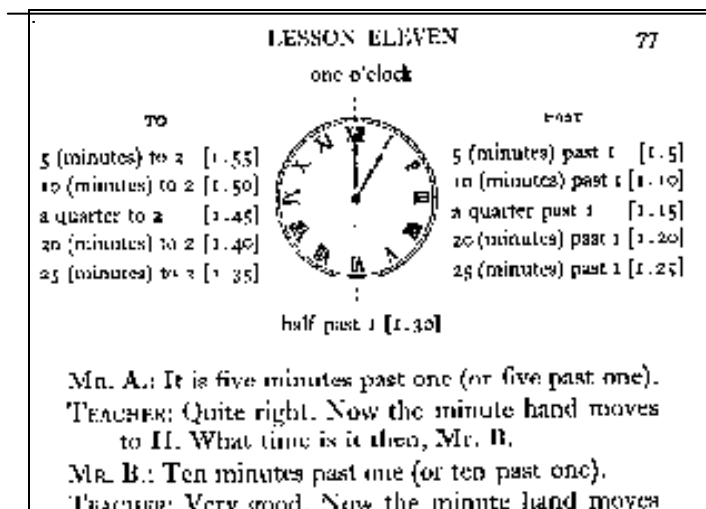 LESSON ELEVEN 77
one o'clock
TO
5 (minutes) to 2 [1.55]
10 (minutes) to 2 [1.50]
a quarter to 2 [1.45]
20 (minutes) to 2 [1.40]
25 (minutes) to 2 [1.35]
PAST
5 (minutes) past 1 [1.5]
10 (minutes) past 1 [1.10]
a quarter past 1 [1.15]
20 (minutes) past 1 [1.20]
25 (minutes) past 1 [1.25]
half past 1 [1.30]
MR. A.: It is five minutes past one (or five past one).
TEACHER: Quite right. Now the minute hand moves
to II. What time is it then, Mr. B.
MR. B.: Ten minutes past one (or ten past one).
TEACHER: Very good. Now the minute hand moves